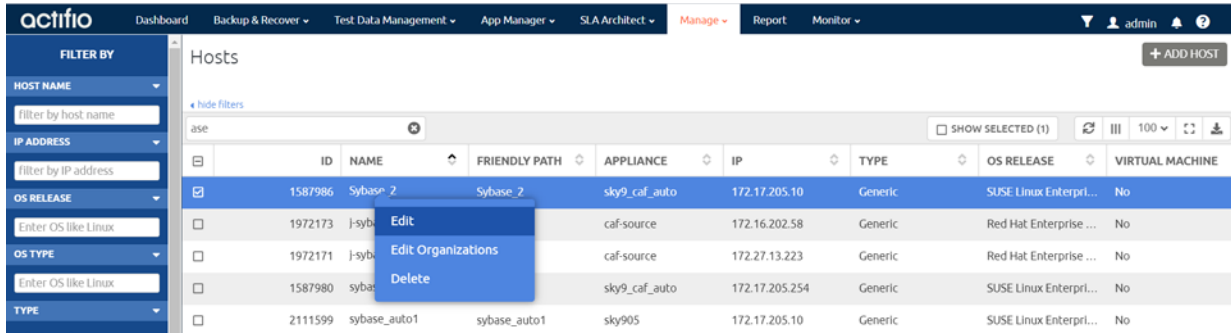 actifio Dashboard Backup & Recover Test Data Management App Manager SLA Architect Manage Report Monitor admin
FILTER BY
HOST NAME
filter by host name
IP ADDRESS
filter by IP address
OS RELEASE
Enter OS like Linux
OS TYPE
Enter OS like Linux
TYPE
Hosts
+ ADD HOST
hide filters
ase SHOW SELECTED (1) 100
ID NAME FRIENDLY PATH APPLIANCE IP TYPE OS RELEASE VIRTUAL MACHINE
1587986 Sybase_2 Sybase_2 sky9_caf_auto 172.17.205.10 Generic SUSE Linux Enterpri... No
1972173 j-syba caf-source 172.16.202.58 Generic Red Hat Enterprise ... No
1972171 j-syba caf-source 172.27.13.223 Generic Red Hat Enterprise ... No
1587980 sybas sky9_caf_auto 172.17.205.254 Generic SUSE Linux Enterpri... No
2111599 sybase_auto1 sybase_auto1 sky905 172.17.205.10 Generic SUSE Linux Enterpri... No
Edit
Edit Organizations
Delete